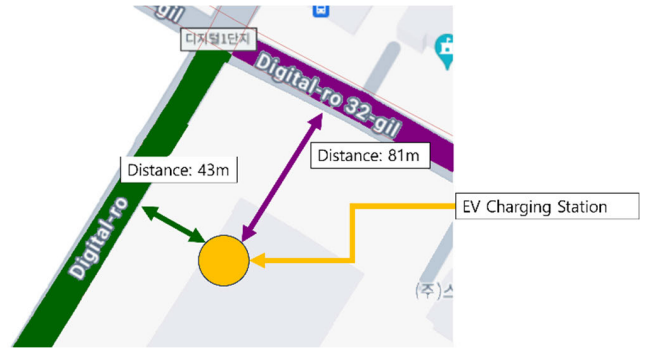 디지털1단지
Digital-ro 32-gil
Distance: 81m
Distance: 43m
EV Charging Station
Digital-ro
(주)스